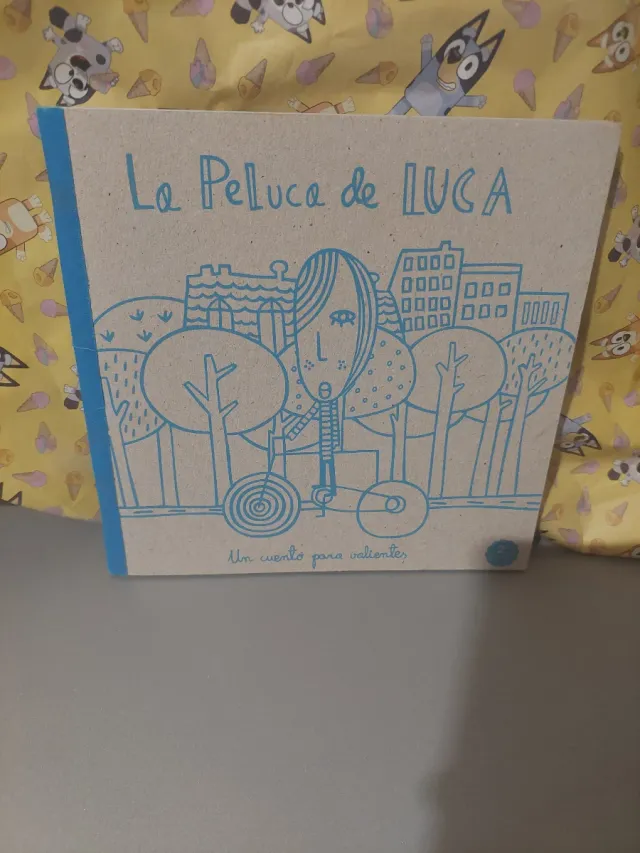 La Peluca de LUCA
Un cuento para valientes